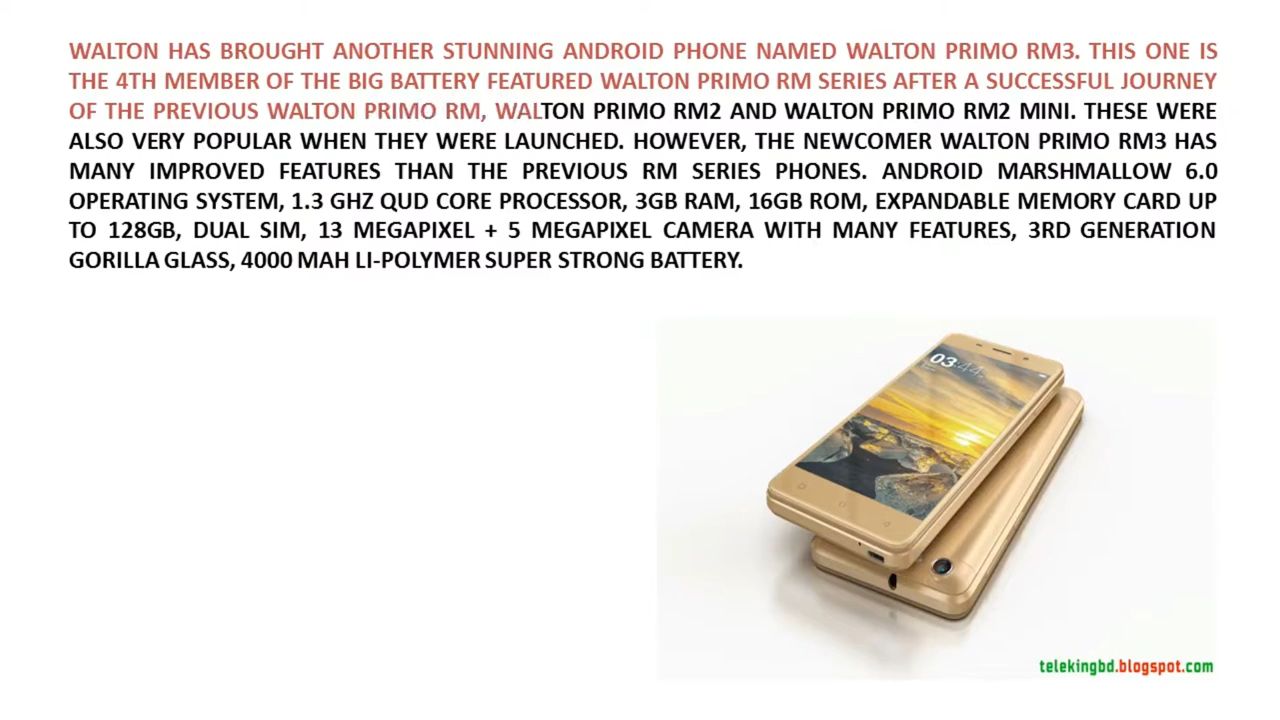 WALTON HAS BROUGHT ANOTHER STUNNING ANDROID PHONE NAMED WALTON PRIMO RM3. THIS ONE IS
THE 4TH MEMBER OF THE BIG BATTERY FEATURED WALTON PRIMO RM SERIES AFTER A SUCCESSFUL JOURNEY
OF THE PREVIOUS WALTON PRIMO RM, WALTON PRIMO RM2 AND WALTON PRIMO RM2 MINI. THESE WERE
ALSO VERY POPULAR WHEN THEY WERE LAUNCHED. HOWEVER, THE NEWCOMER WALTON PRIMO RM3 HAS
MANY IMPROVED FEATURES THAN THE PREVIOUS RM SERIES PHONES. ANDROID MARSHMALLOW 6.0
OPERATING SYSTEM, 1.3 GHZ QUD CORE PROCESSOR, 3GB RAM, 16GB ROM, EXPANDABLE MEMORY CARD UP
TO 128GB, DUAL SIM, 13 MEGAPIXEL + 5 MEGAPIXEL CAMERA WITH MANY FEATURES, 3RD GENERATION
GORILLA GLASS, 4000 MAH LI-POLYMER SUPER STRONG BATTERY.
03:44
telekingbd.blogspot.com